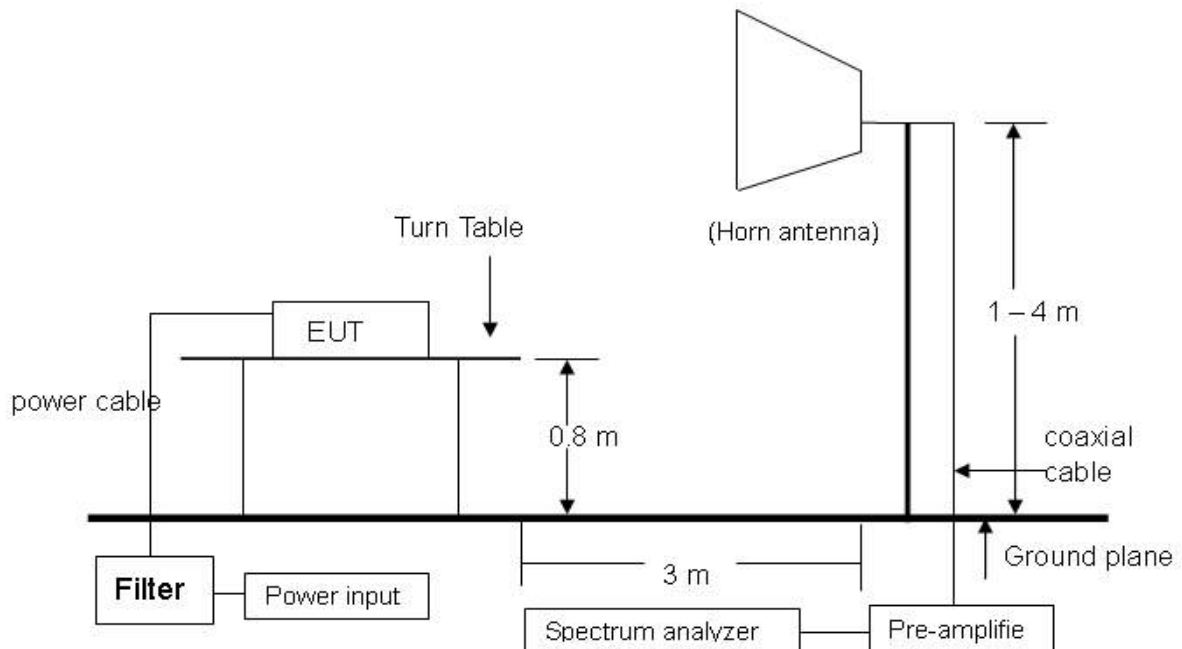 (Horn antenna)
Turn Table
1 – 4 m
EUT
power cable
0.8 m
coaxial
cable
Ground plane
3 m
Filter
Power input
Spectrum analyzer
Pre-amplifie